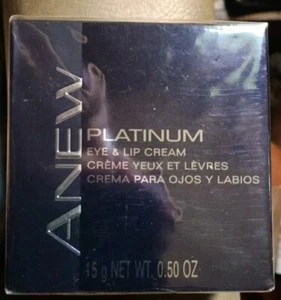 ANEW
PLATINUM
EYE & LIP CREAM
CRÈME YEUX ET LÈVRES
CREMA PARA OJOS Y LABIOS
15 g NET WT. 0.50 OZ